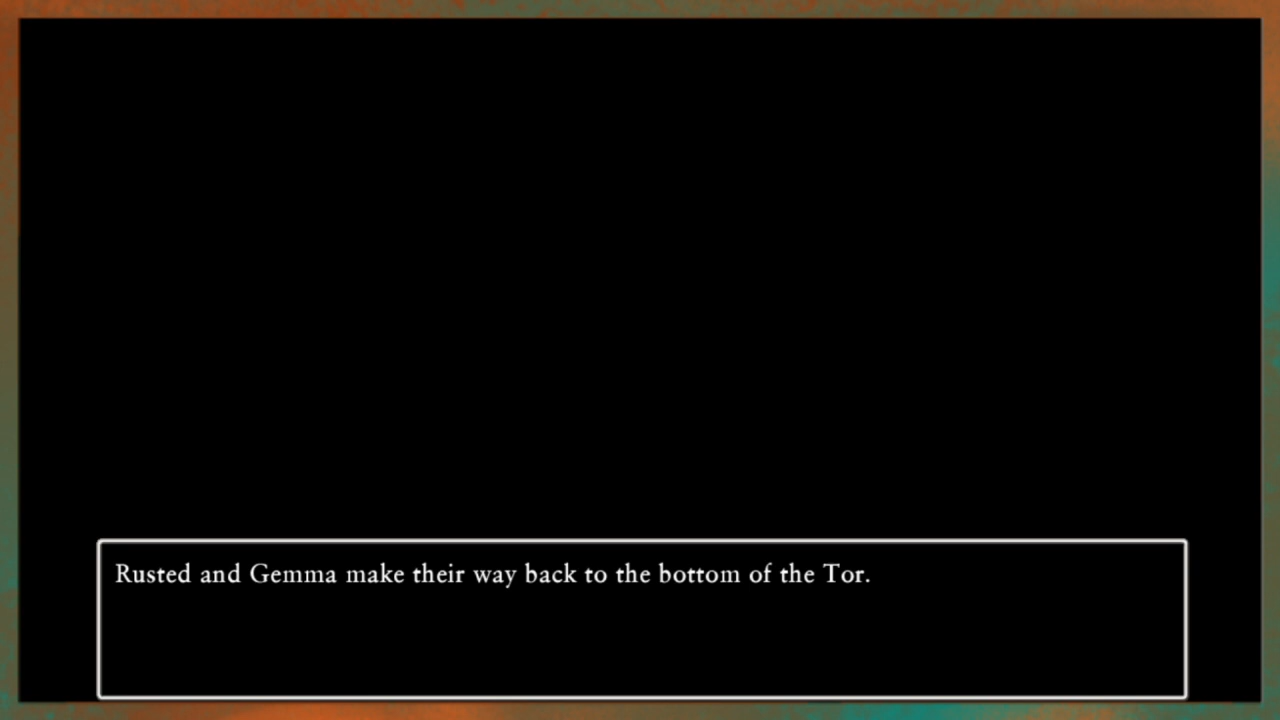 Rusted and Gemma make their way back to the bottom of the Tor.